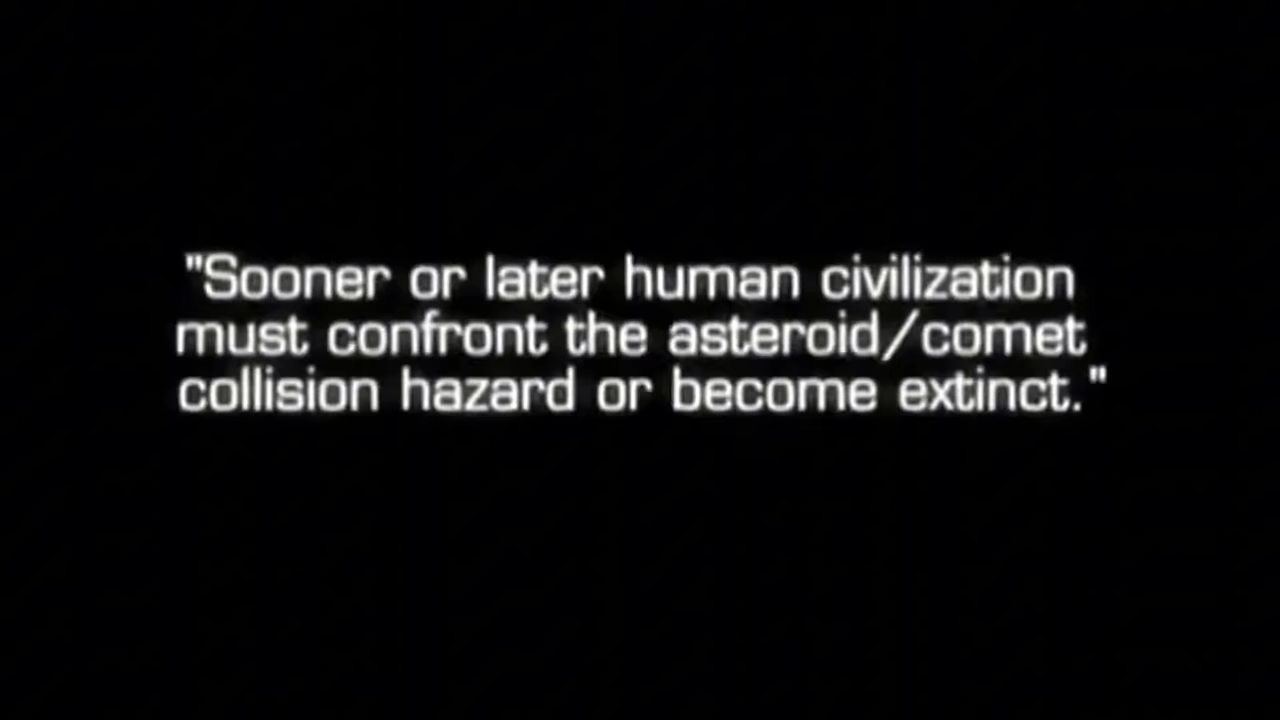 "Sooner or later human civilization
must confront the asteroid/comet
collision hazard or become extinct."